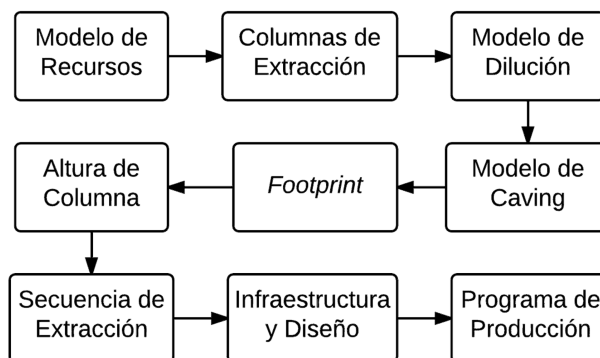 Modelo de
Recursos
Columnas de
Extracción
Modelo de
Dilución
Modelo de
Caving
Footprint
Altura de
Columna
Secuencia de
Extracción
Infraestructura
y Diseño
Programa de
Producción